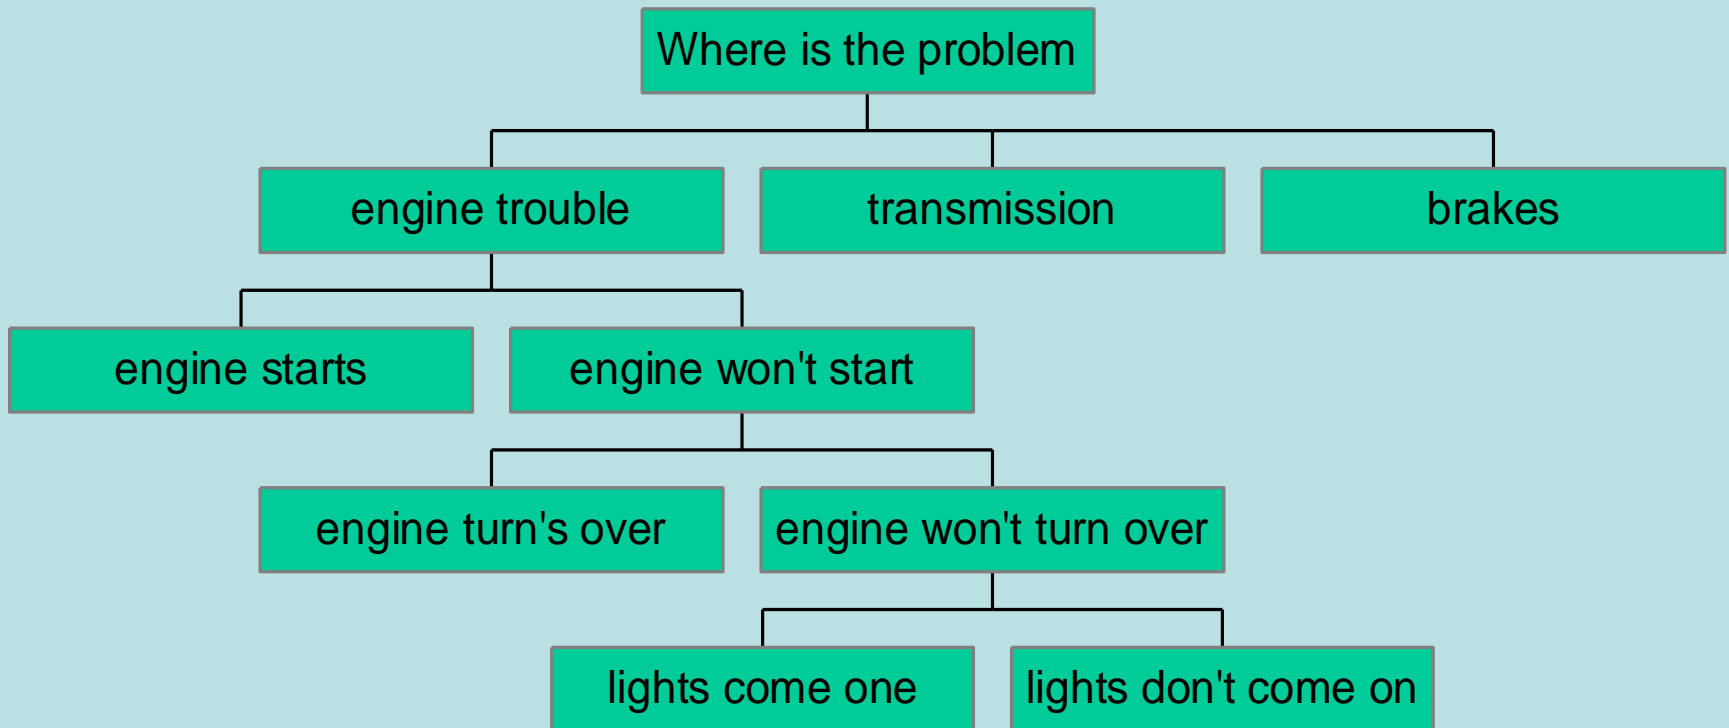 Where is the problem
engine trouble
transmission
brakes
engine starts
engine won't start
engine turn's over
engine won't turn over
lights come one
lights don't come on